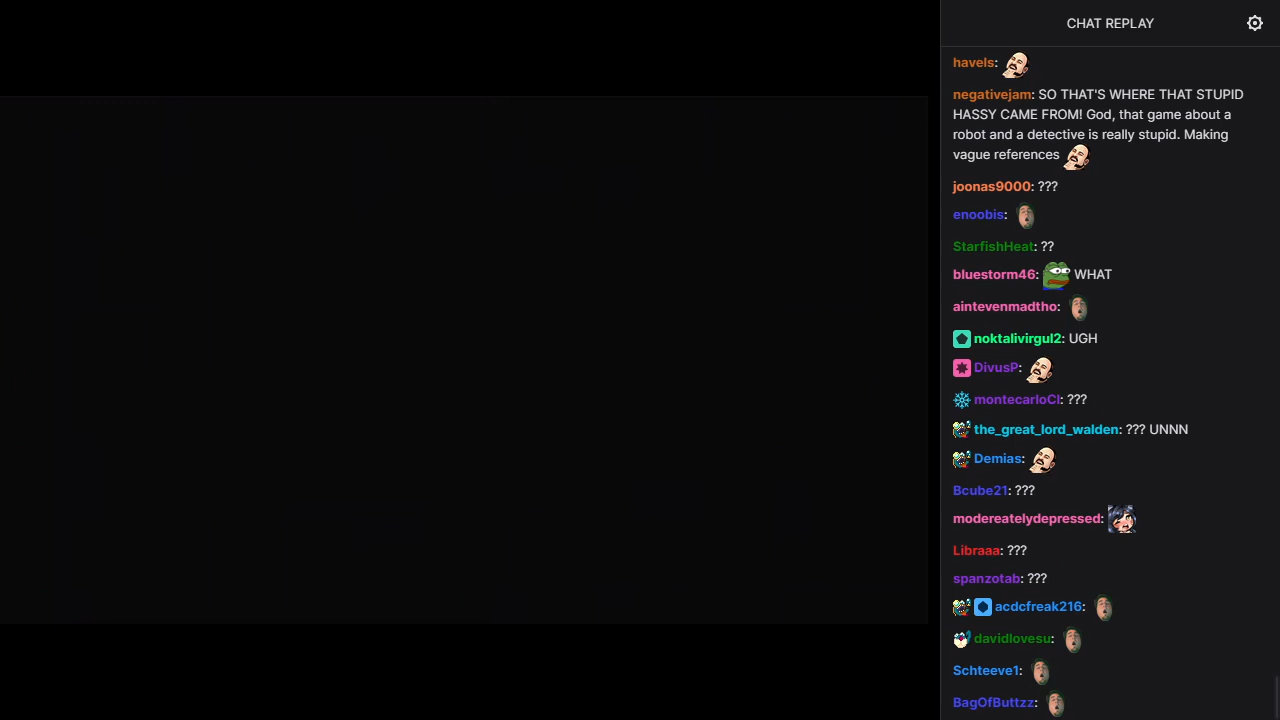 CHAT REPLAY
havels:
negativejam: SO THAT'S WHERE THAT STUPID
HASSY CAME FROM! God, that game about a
robot and a detective is really stupid. Making
vague references
joonas9000: ???
enoobis:
StarfishHeat: ??
bluestorm46: WHAT
aintevenmadtho:
noktalivirgul2: UGH
DivusP:
montecarloCl: ???
the_great_lord_walden: ??? UNNN
Demias:
Bcube21: ???
modereatelydepressed:
Libraaa: ???
spanzotab: ???
acdcfreak216:
davidlovesu:
Schteeve1:
BagOfButtzz: